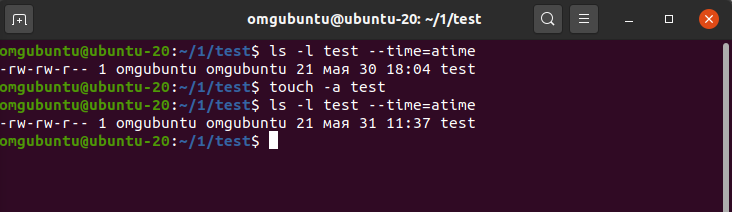 omgubuntu@ubuntu-20: ~/1/test
omgubuntu@ubuntu-20:~/1/test$ ls -l test --time=atime
-rw-rw-r-- 1 omgubuntu omgubuntu 21 мая 30 18:04 test
omgubuntu@ubuntu-20:~/1/test$ touch -a test
omgubuntu@ubuntu-20:~/1/test$ ls -l test --time=atime
-rw-rw-r-- 1 omgubuntu omgubuntu 21 мая 31 11:37 test
omgubuntu@ubuntu-20:~/1/test$